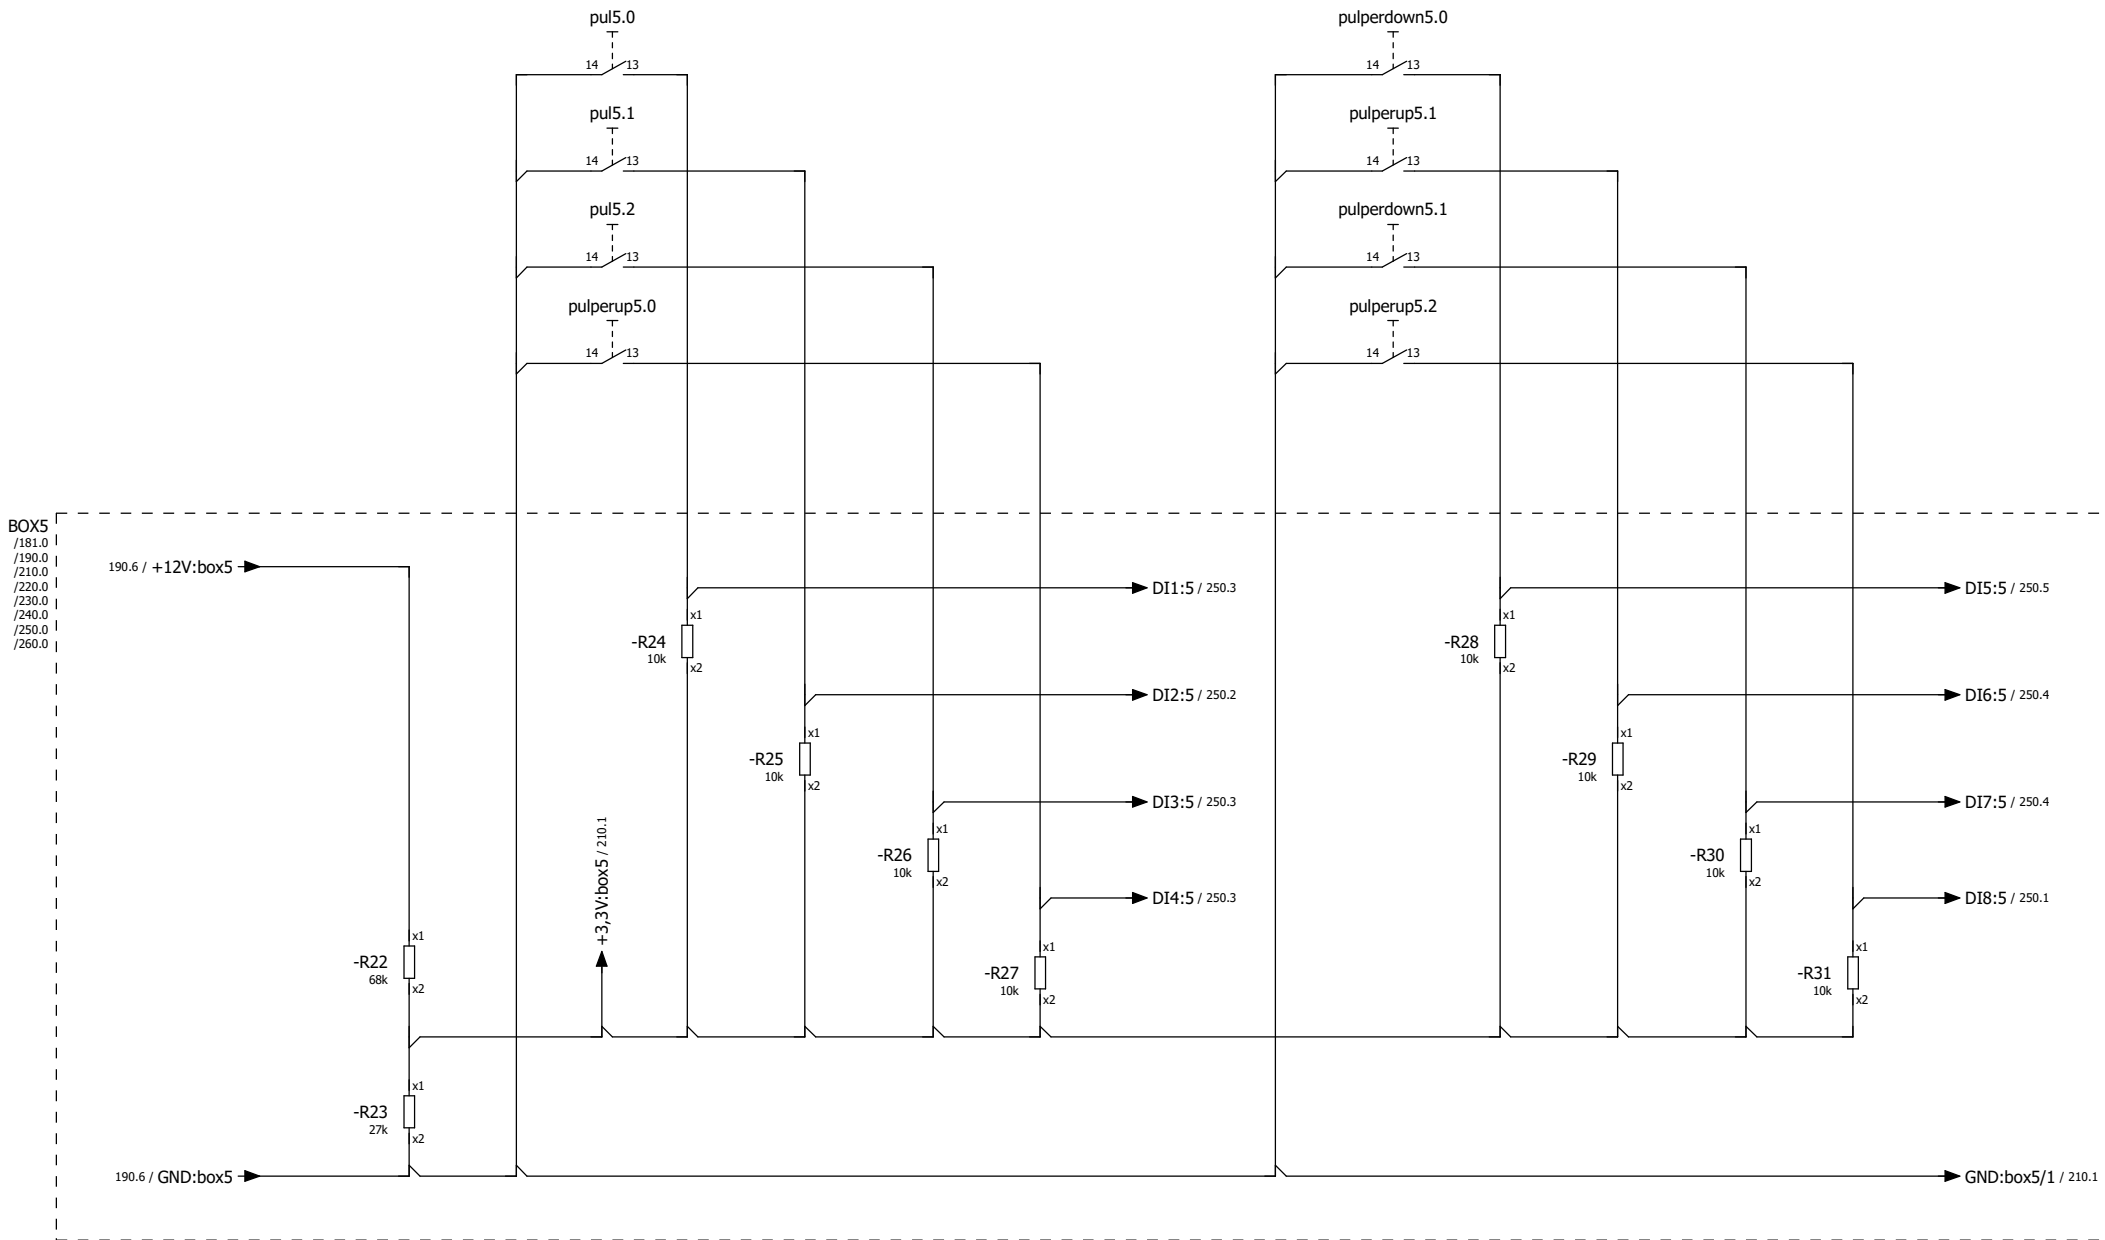 pul5.0
14 13
pulperdown5.0
14 13
pul5.1
14 13
pulperup5.1
14 13
pul5.2
14 13
pulperdown5.1
14 13
pulperup5.0
14 13
pulperup5.2
14 13
BOX5
/181.0
/190.0
/210.0
/220.0
/230.0
/240.0
/250.0
/260.0
190.6 / +12V:box5
DI1:5 / 250.3
DI5:5 / 250.5
x1
-R24
10k
x2
x1
-R28
10k
x2
DI2:5 / 250.2
DI6:5 / 250.4
x1
-R25
10k
x2
x1
-R29
10k
x2
DI3:5 / 250.3
DI7:5 / 250.4
+3,3V:box5 / 210.1
x1
-R26
10k
x2
x1
-R30
10k
x2
DI4:5 / 250.3
DI8:5 / 250.1
x1
-R22
68k
x2
x1
-R27
10k
x2
x1
-R31
10k
x2
x1
-R23
27k
x2
190.6 / GND:box5
GND:box5/1 / 210.1